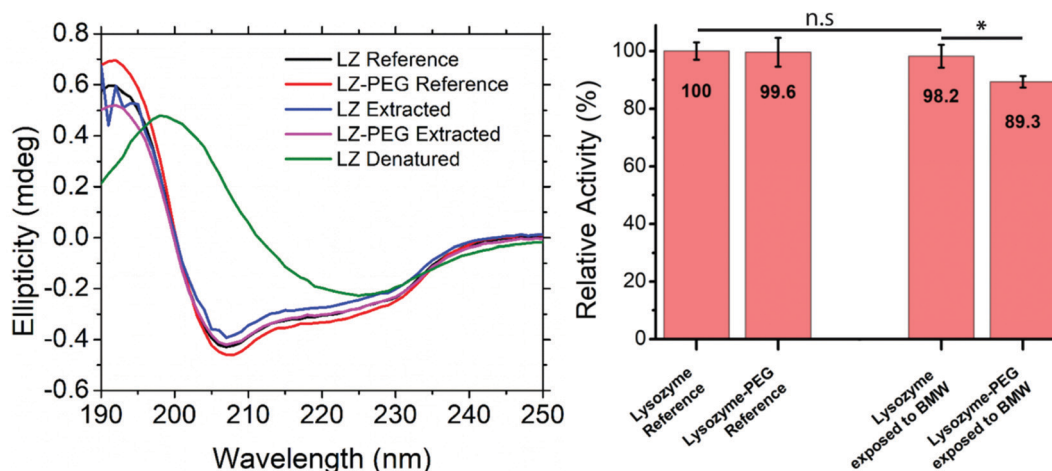 0.8
0.6
0.4
0.2
0.0
-0.2
-0.4
-0.6
Ellipticity (mdeg)
LZ Reference
LZ-PEG Reference
LZ Extracted
LZ-PEG Extracted
LZ Denatured
190 200 210 220 230 240 250
Wavelength (nm)
n.s
*
100
80
60
40
20
0
Relative Activity (%)
100
99.6
98.2
89.3
Lysozyme
Reference
Lysozyme-PEG
Reference
Lysozyme
exposed to BMW
Lysozyme-PEG
exposed to BMW